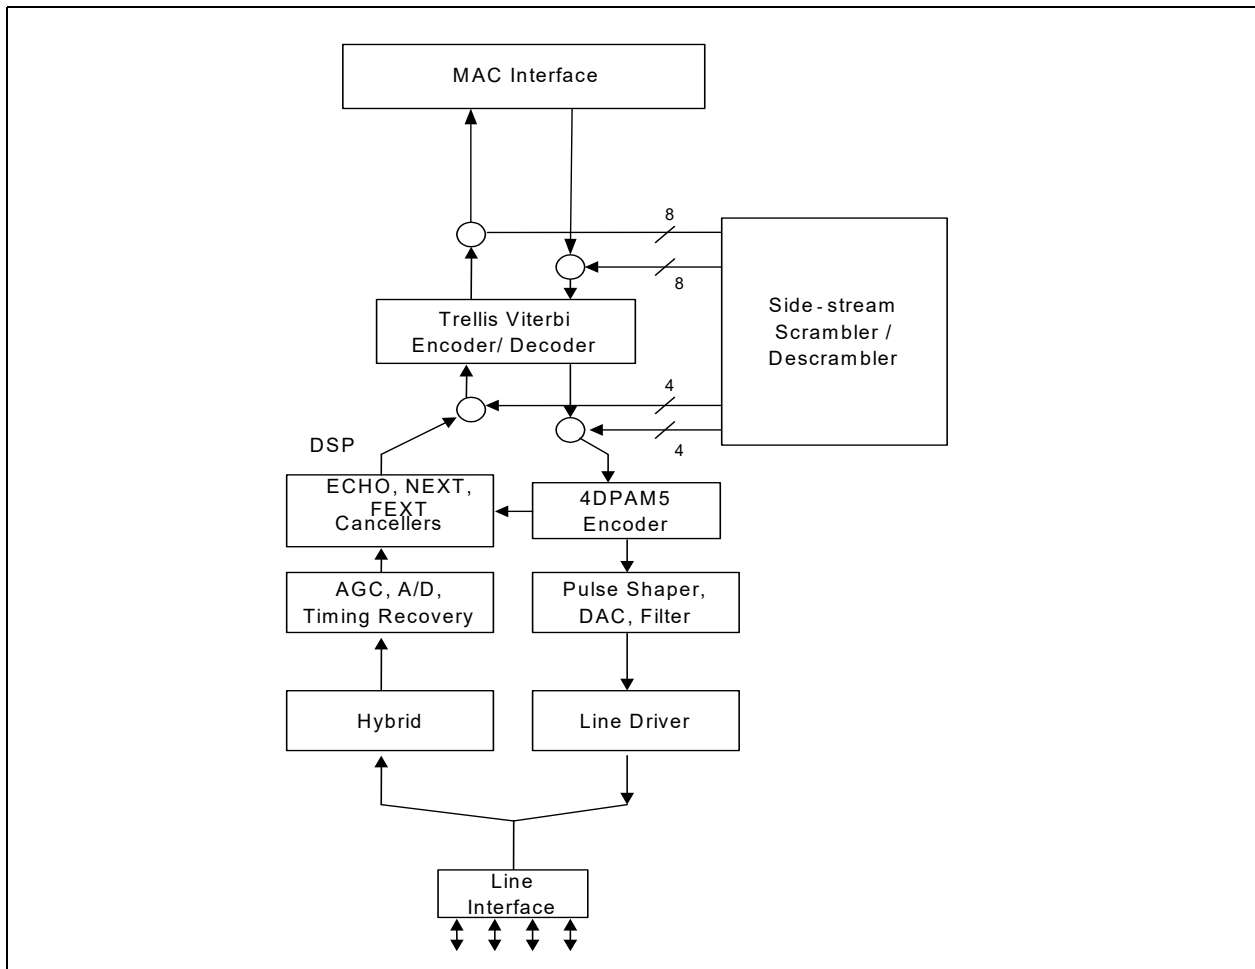 MAC Interface
8
8
Side-stream
Scrambler /
Descrambler
Trellis Viterbi
Encoder/ Decoder
4
4
DSP
ECHO, NEXT,
FEXT
Cancellers
4DPAM5
Encoder
AGC, A/D,
Timing Recovery
Pulse Shaper,
DAC, Filter
Hybrid
Line Driver
Line
Interface